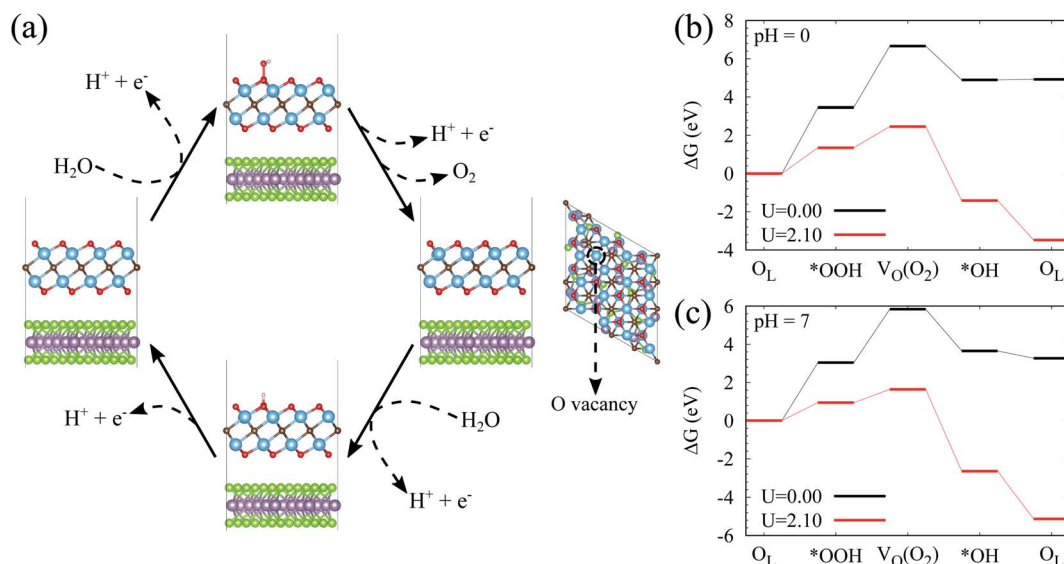 (a)
H⁺ + e⁻
H₂O
H⁺ + e⁻
O₂
O vacancy
H⁺ + e⁻
H₂O
H⁺ + e⁻
(b)
pH = 0
ΔG (eV)
8
6
4
2
0
-2
-4
U=0.00
U=2.10
O_L *OOH V_O(O₂) *OH O_L
(c)
pH = 7
ΔG (eV)
6
4
2
0
-2
-4
-6
U=0.00
U=2.10
O_L *OOH V_O(O₂) *OH O_L